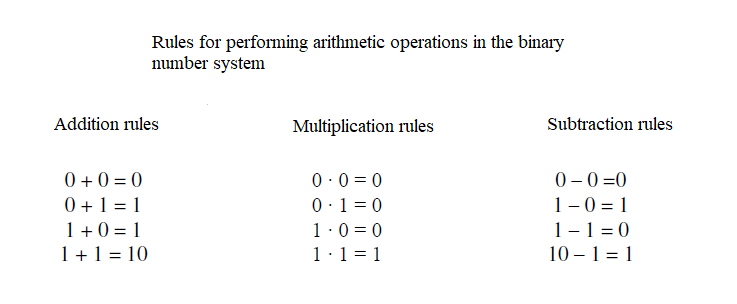 Rules for performing arithmetic operations in the binary
number system
Addition rules
0 + 0 = 0
0 + 1 = 1
1 + 0 = 1
1 + 1 = 10
Multiplication rules
0 · 0 = 0
0 · 1 = 0
1 · 0 = 0
1 · 1 = 1
Subtraction rules
0 – 0 =0
1 – 0 = 1
1 – 1 = 0
10 – 1 = 1